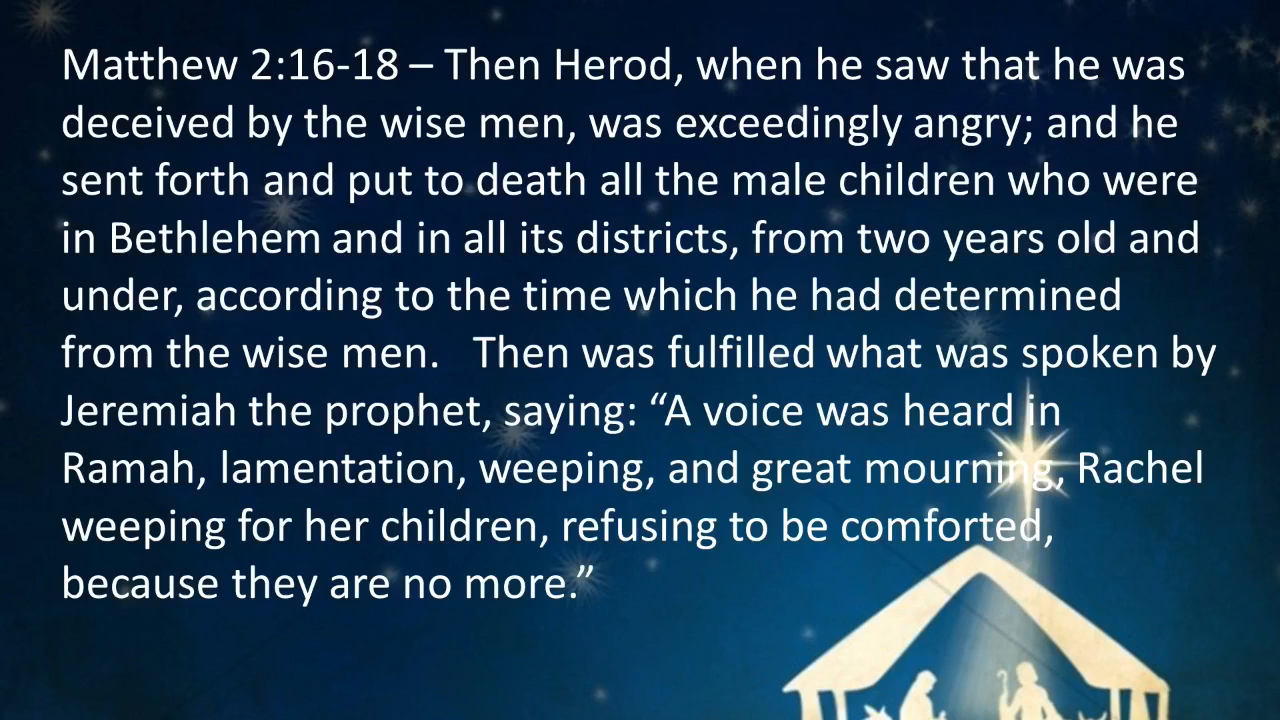 Matthew 2:16-18 – Then Herod, when he saw that he was
deceived by the wise men, was exceedingly angry; and he
sent forth and put to death all the male children who were
in Bethlehem and in all its districts, from two years old and
under, according to the time which he had determined
from the wise men.   Then was fulfilled what was spoken by
Jeremiah the prophet, saying: “A voice was heard in
Ramah, lamentation, weeping, and great mourning, Rachel
weeping for her children, refusing to be comforted,
because they are no more.”